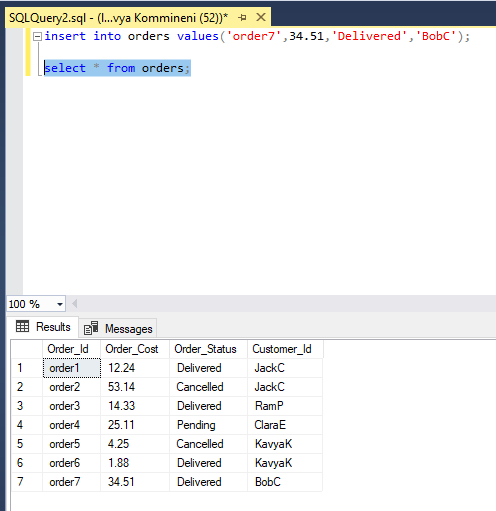 SQLQuery2.sql - (l...vya Kommineni (52))*
insert into orders values('order7',34.51,'Delivered','BobC');
select * from orders;
100 %
Results Messages
Order_Id Order_Cost Order_Status Customer_Id
1 order1 12.24 Delivered JackC
2 order2 53.14 Cancelled JackC
3 order3 14.33 Delivered RamP
4 order4 25.11 Pending ClaraE
5 order5 4.25 Cancelled KavyaK
6 order6 1.88 Delivered KavyaK
7 order7 34.51 Delivered BobC